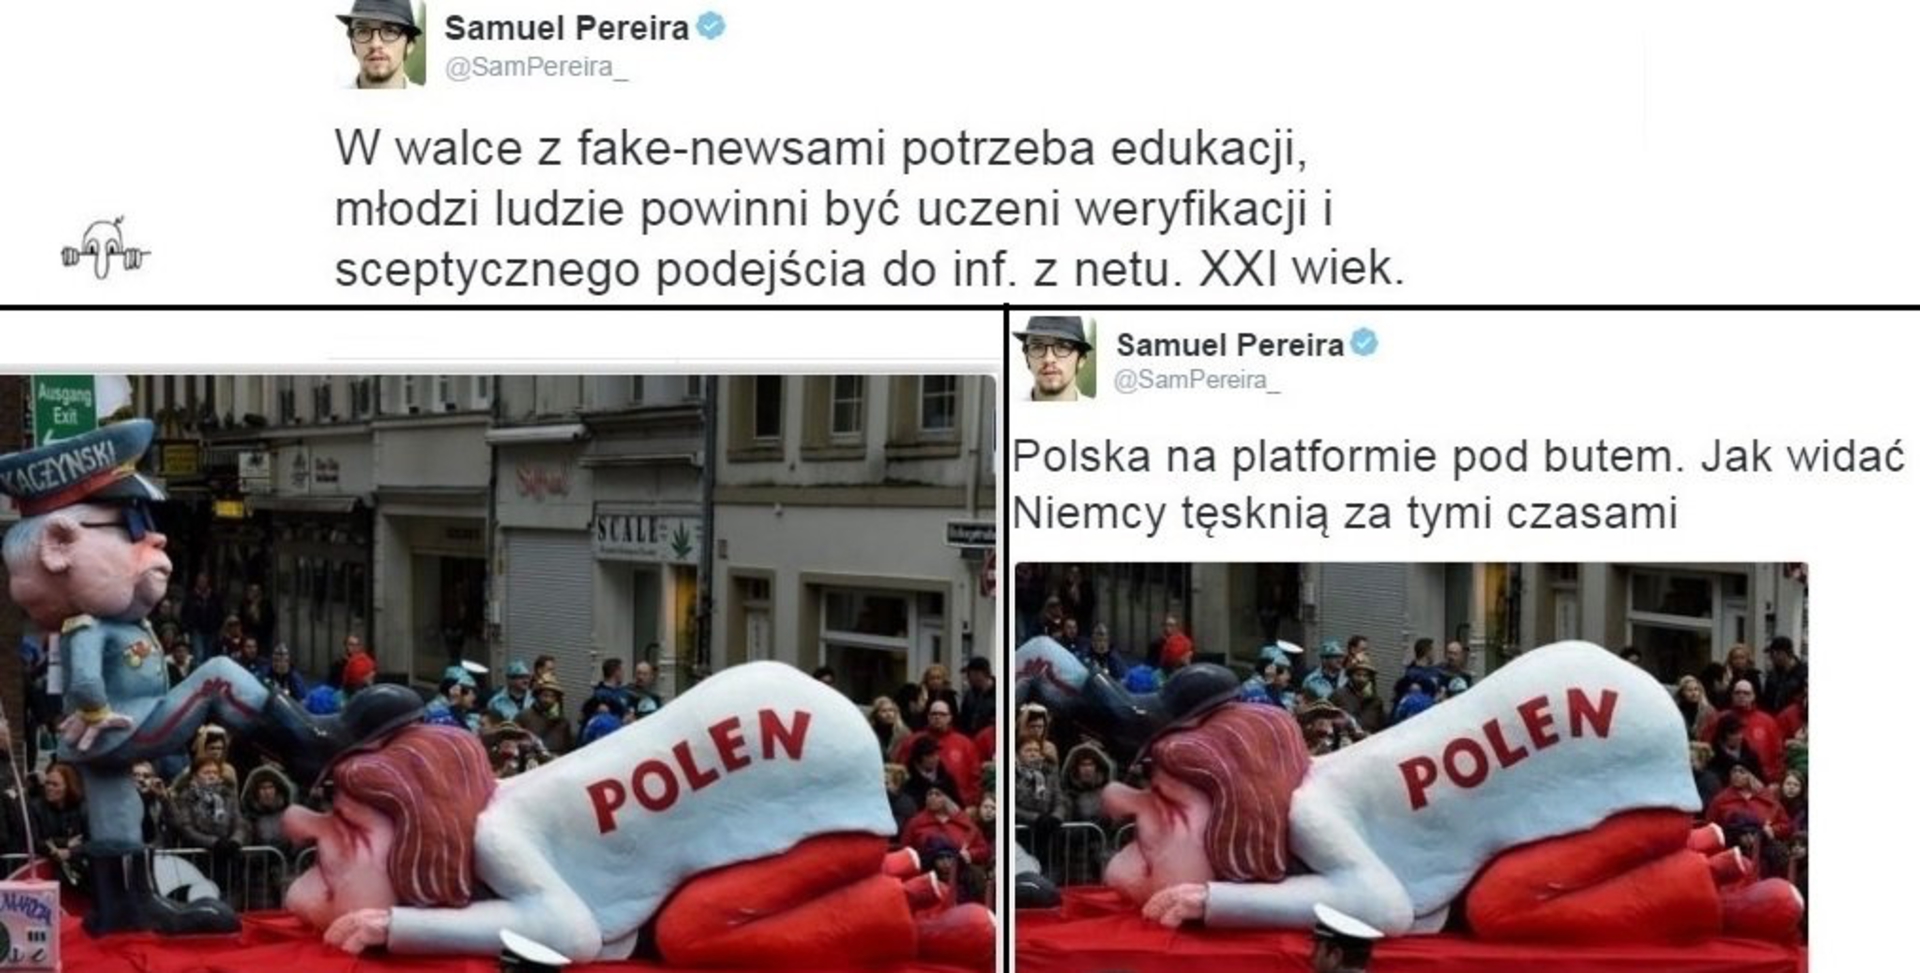 Samuel Pereira
@SamPereira_
W walce z fake-newsami potrzeba edukacji,
młodzi ludzie powinni być uczeni weryfikacji i
sceptycznego podejścia do inf. z netu. XXI wiek.
Ausgang
Exit
KACZYNSKI
SCALE
POLEN
Samuel Pereira
@SamPereira_
Polska na platformie pod butem. Jak widać
Niemcy tęsknią za tymi czasami
POLEN